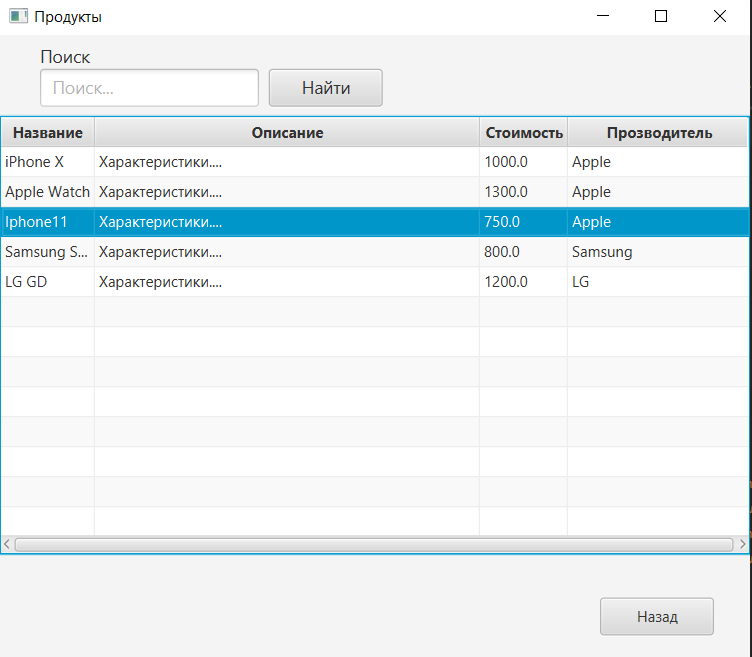 Продукты
Поиск
Поиск...
Найти
Название Описание Стоимость Прозводитель
iPhone X Характеристики.... 1000.0 Apple
Apple Watch Характеристики.... 1300.0 Apple
Iphone11 Характеристики.... 750.0 Apple
Samsung S... Характеристики.... 800.0 Samsung
LG GD Характеристики.... 1200.0 LG
Назад